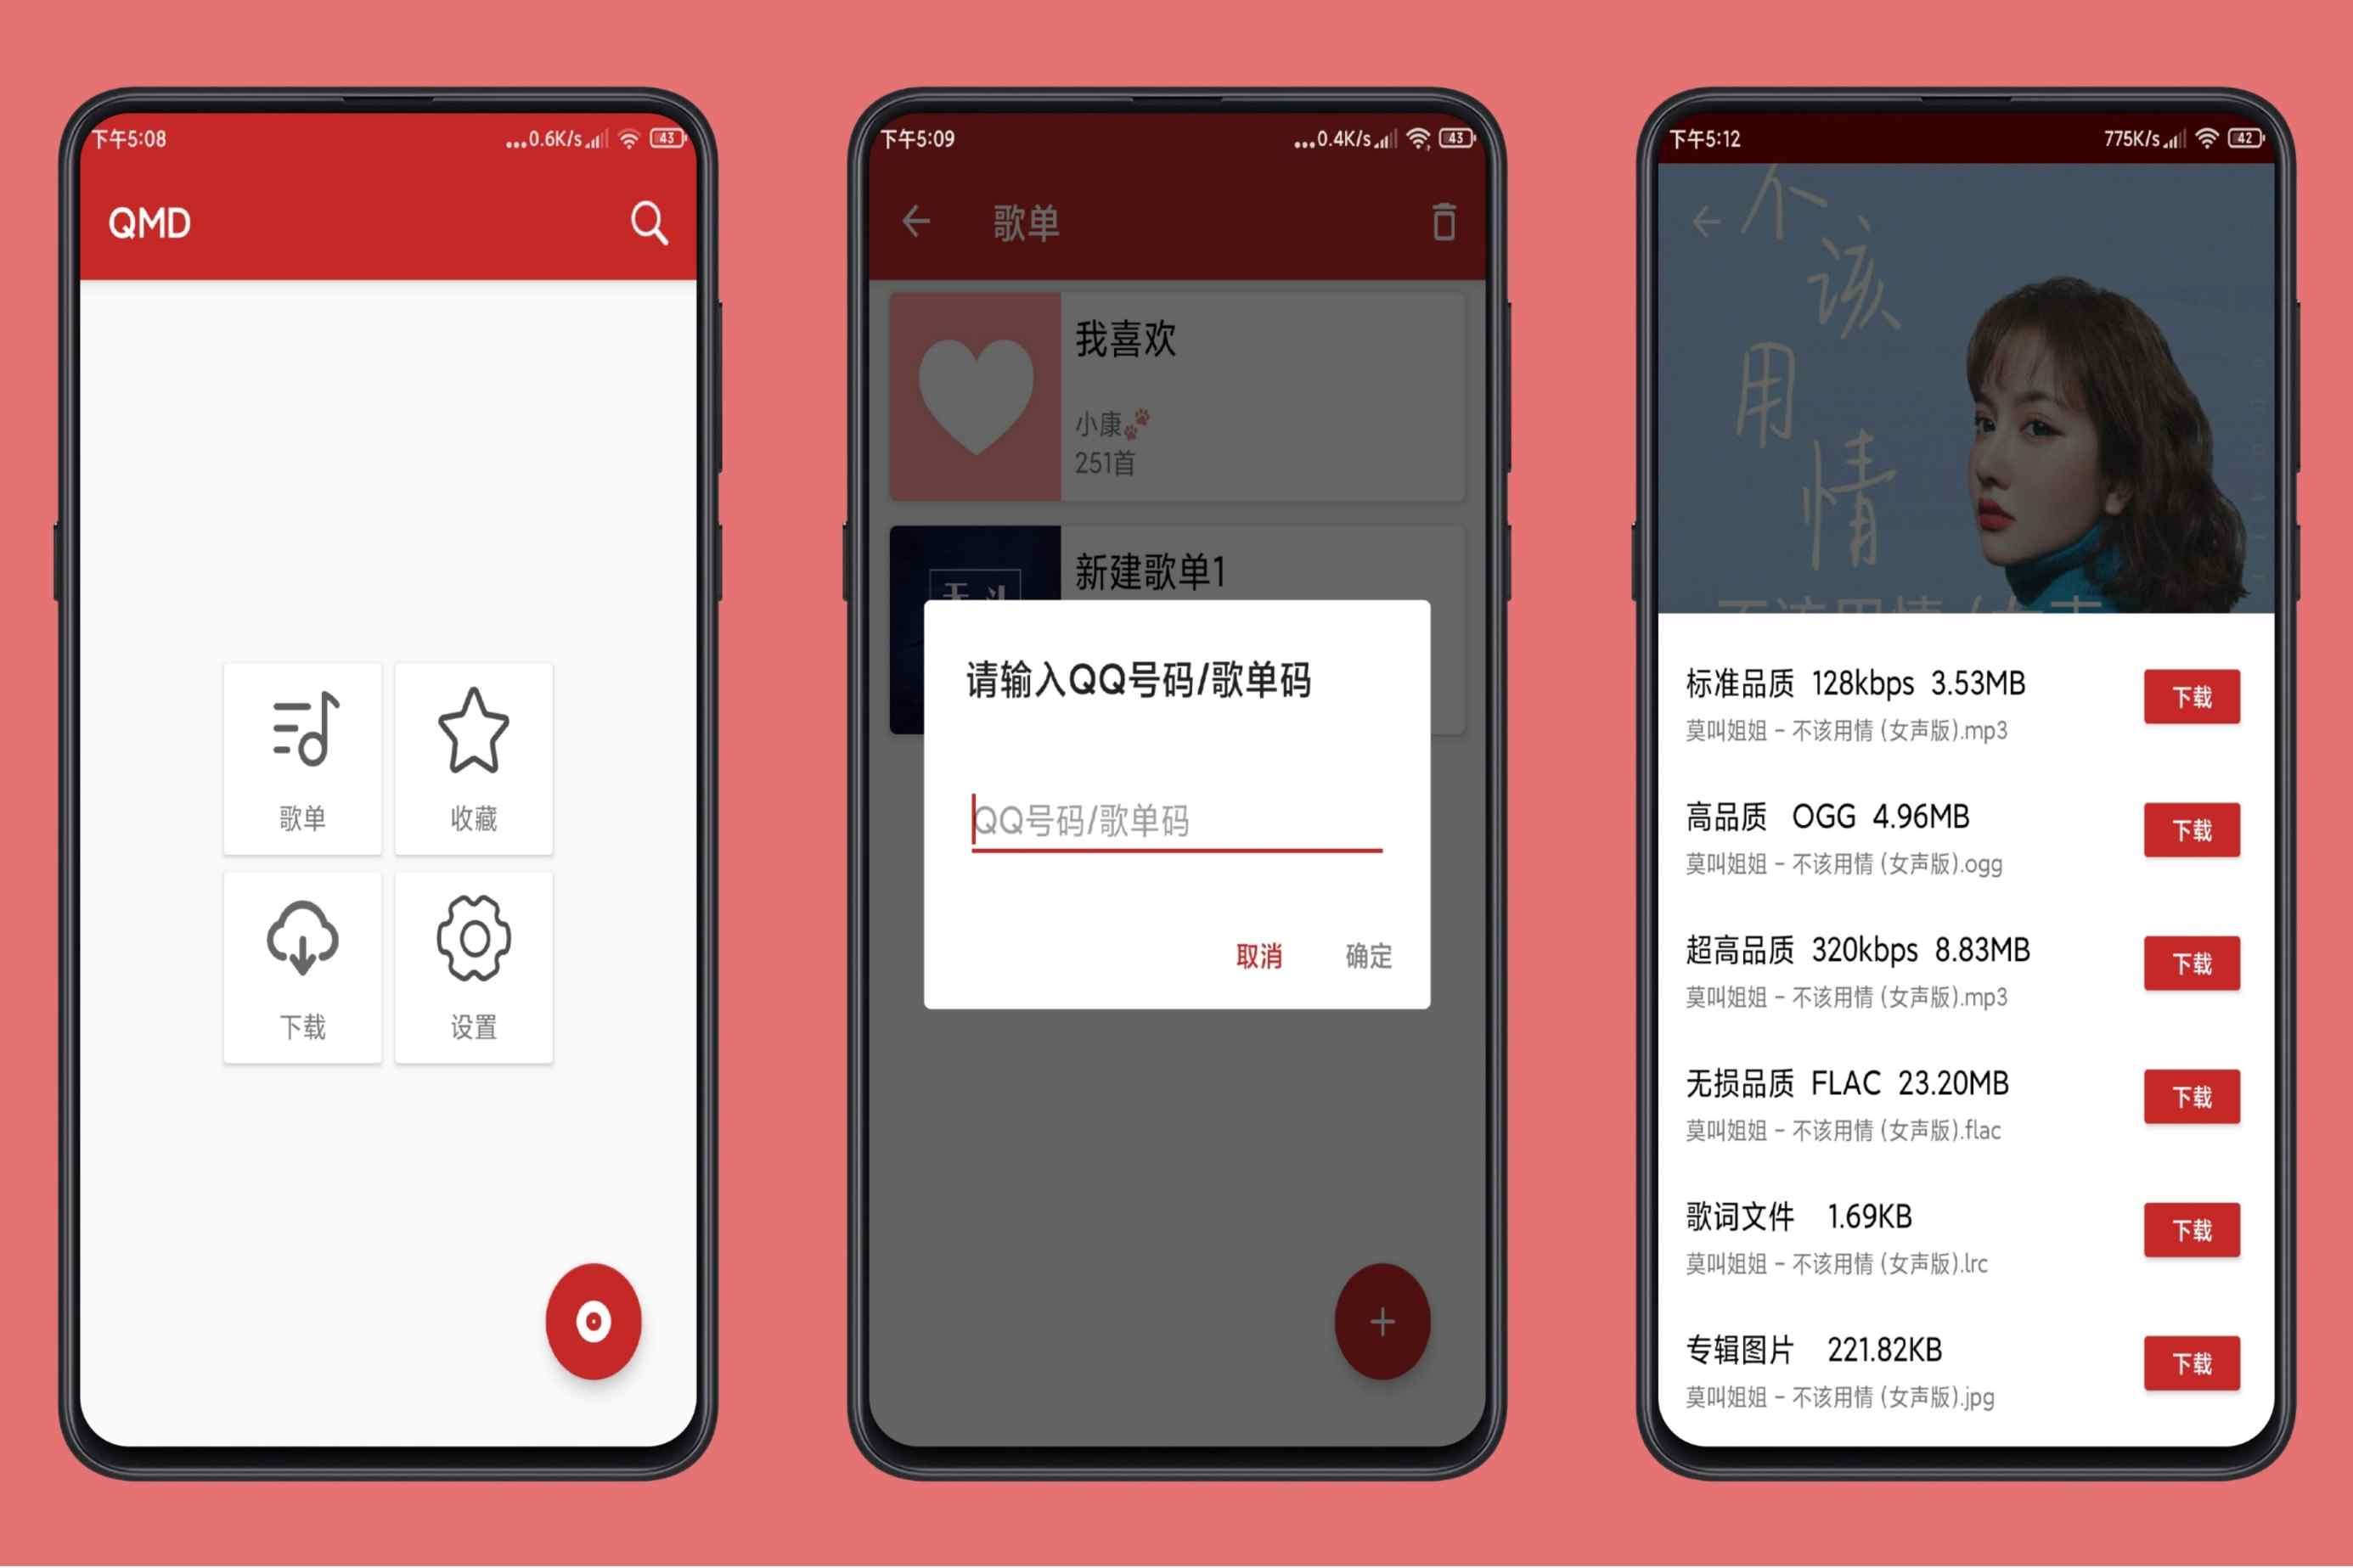 下午5:08
...0.6K/s
43
QMD
歌单
收藏
下载
设置
下午5:09
...0.4K/s
43
歌单
我喜欢
小康🐾
251首
新建歌单1
请输入QQ号码/歌单码
QQ号码/歌单码
取消
确定
下午5:12
775K/s
42
不
该
用
情
标准品质 128kbps 3.53MB
下载
莫叫姐姐 - 不该用情 (女声版).mp3
高品质 OGG 4.96MB
下载
莫叫姐姐 - 不该用情 (女声版).ogg
超高品质 320kbps 8.83MB
下载
莫叫姐姐 - 不该用情 (女声版).mp3
无损品质 FLAC 23.20MB
下载
莫叫姐姐 - 不该用情 (女声版).flac
歌词文件 1.69KB
下载
莫叫姐姐 - 不该用情 (女声版).lrc
专辑图片 221.82KB
下载
莫叫姐姐 - 不该用情 (女声版).jpg